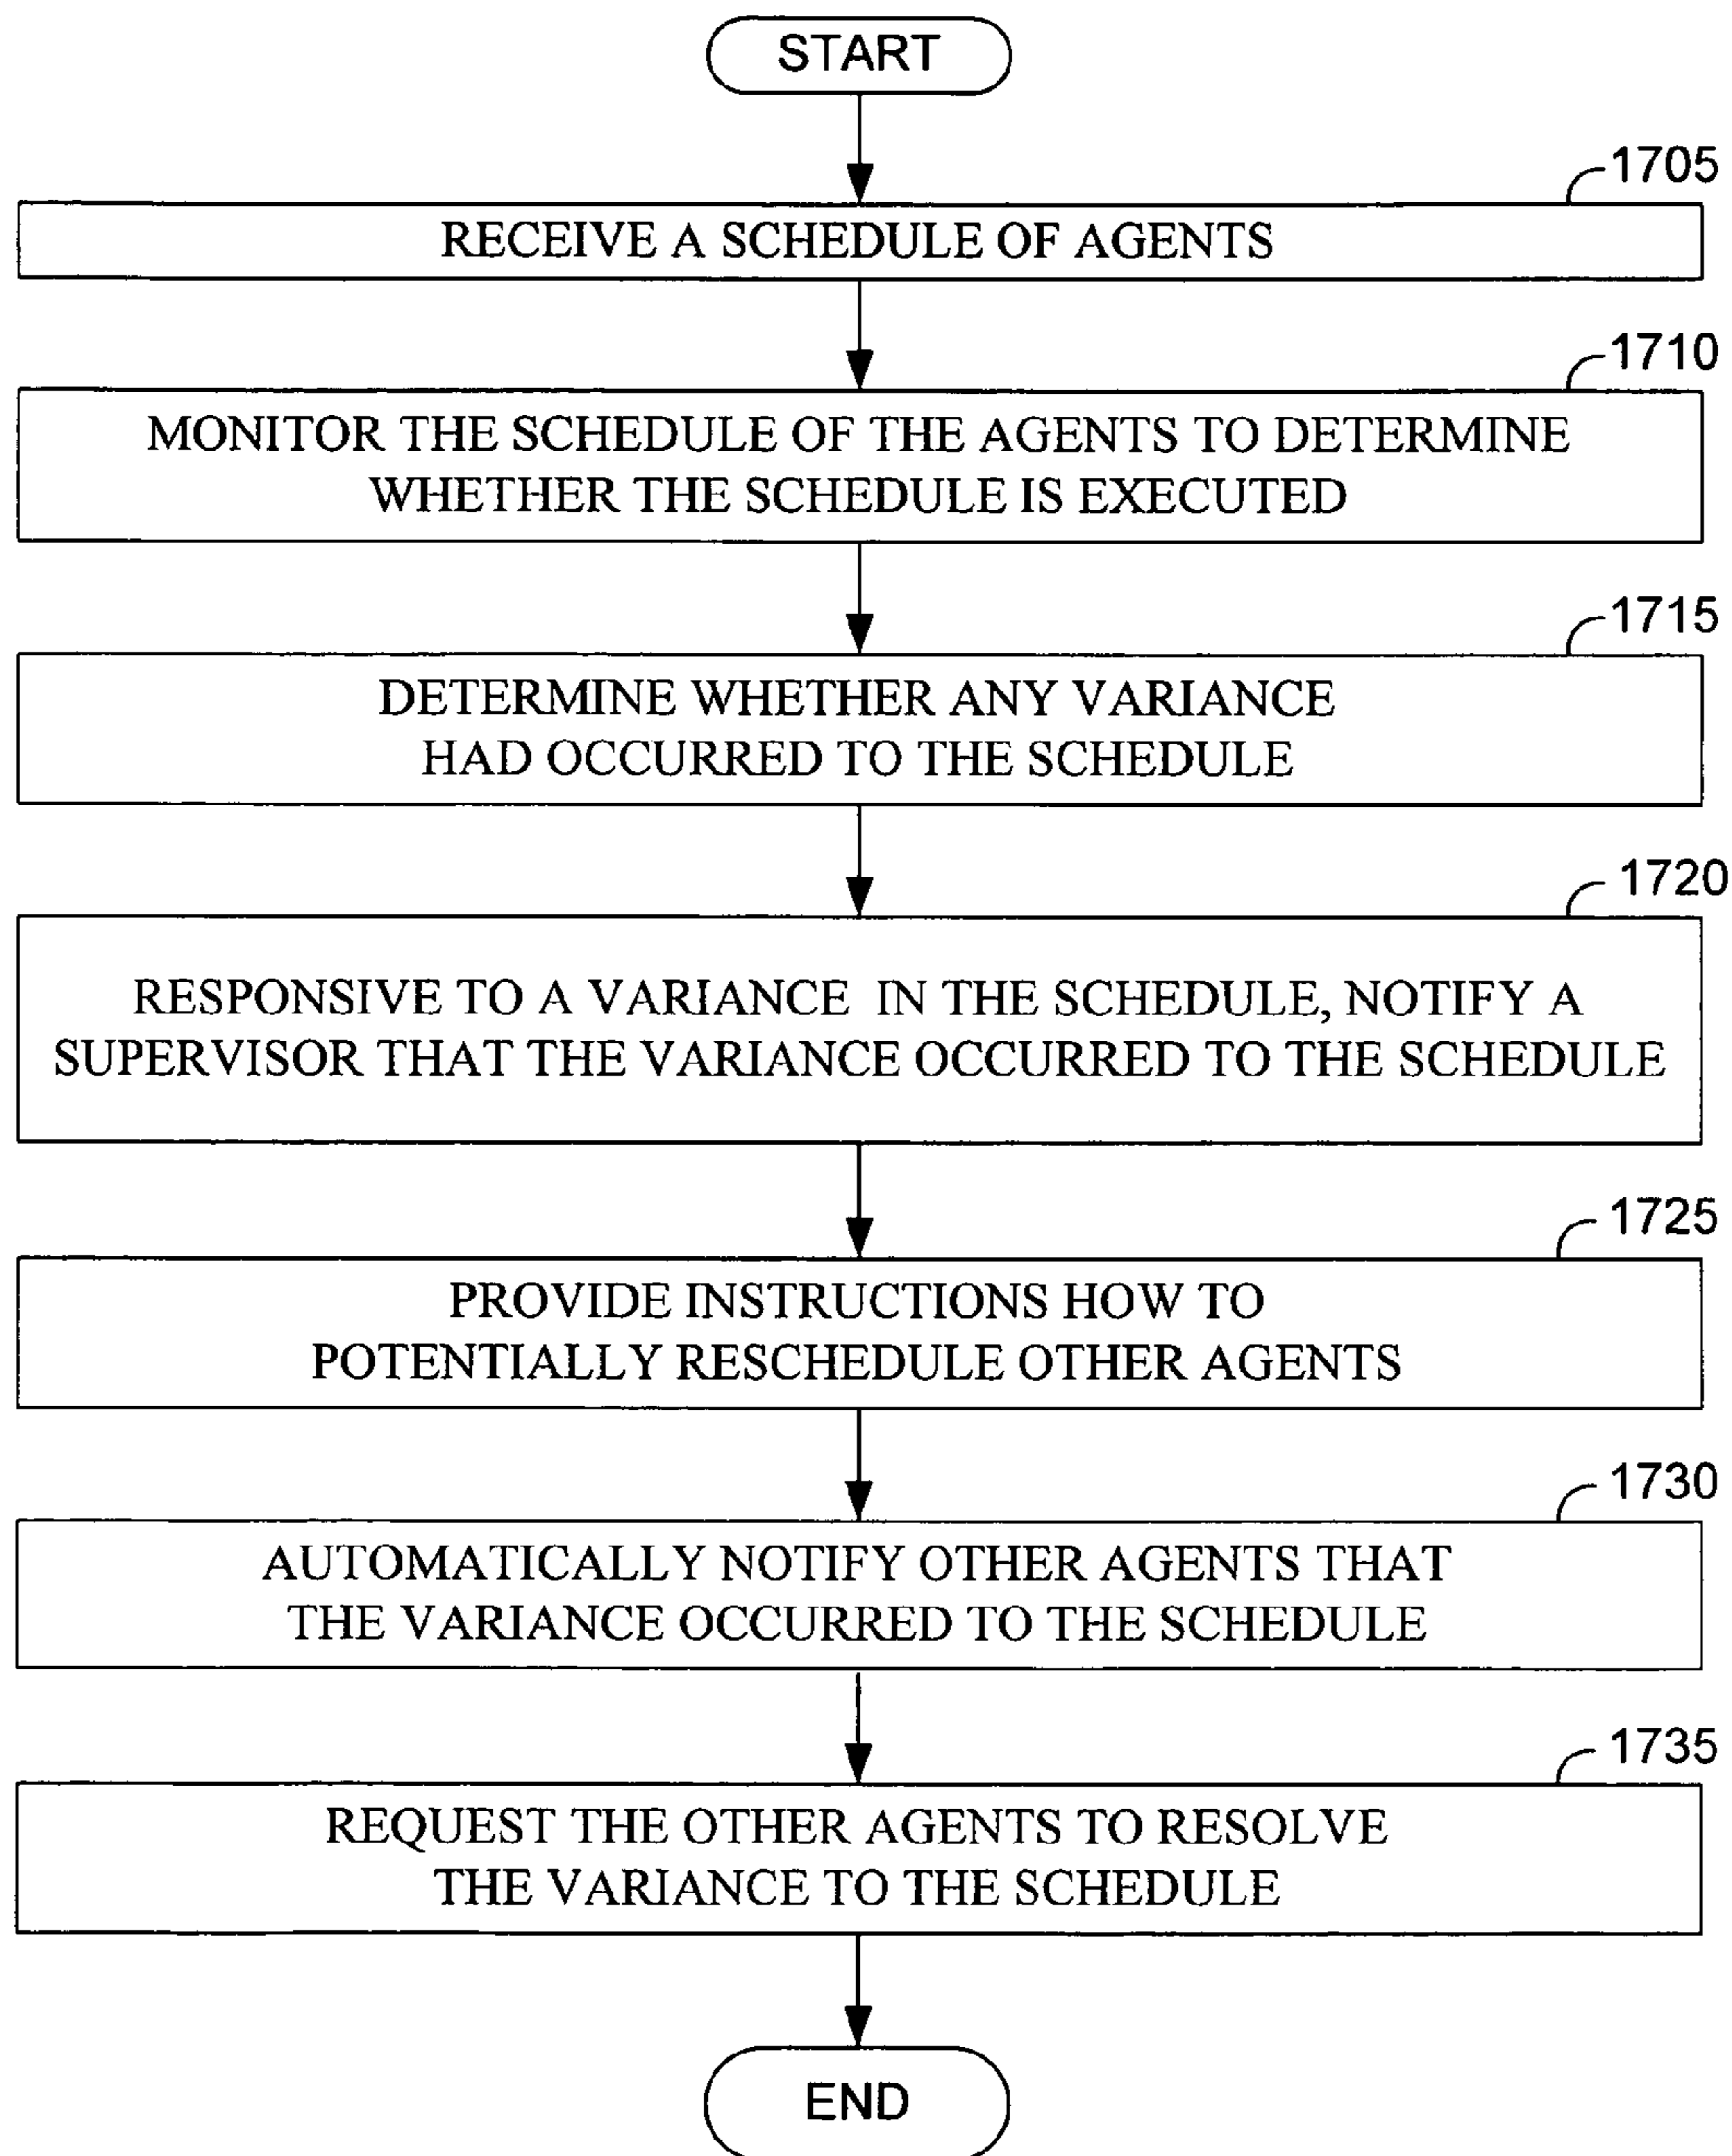 START
1705
RECEIVE A SCHEDULE OF AGENTS
1710
MONITOR THE SCHEDULE OF THE AGENTS TO DETERMINE
WHETHER THE SCHEDULE IS EXECUTED
1715
DETERMINE WHETHER ANY VARIANCE
HAD OCCURRED TO THE SCHEDULE
1720
RESPONSIVE TO A VARIANCE IN THE SCHEDULE, NOTIFY A
SUPERVISOR THAT THE VARIANCE OCCURRED TO THE SCHEDULE
1725
PROVIDE INSTRUCTIONS HOW TO
POTENTIALLY RESCHEDULE OTHER AGENTS
1730
AUTOMATICALLY NOTIFY OTHER AGENTS THAT
THE VARIANCE OCCURRED TO THE SCHEDULE
1735
REQUEST THE OTHER AGENTS TO RESOLVE
THE VARIANCE TO THE SCHEDULE
END